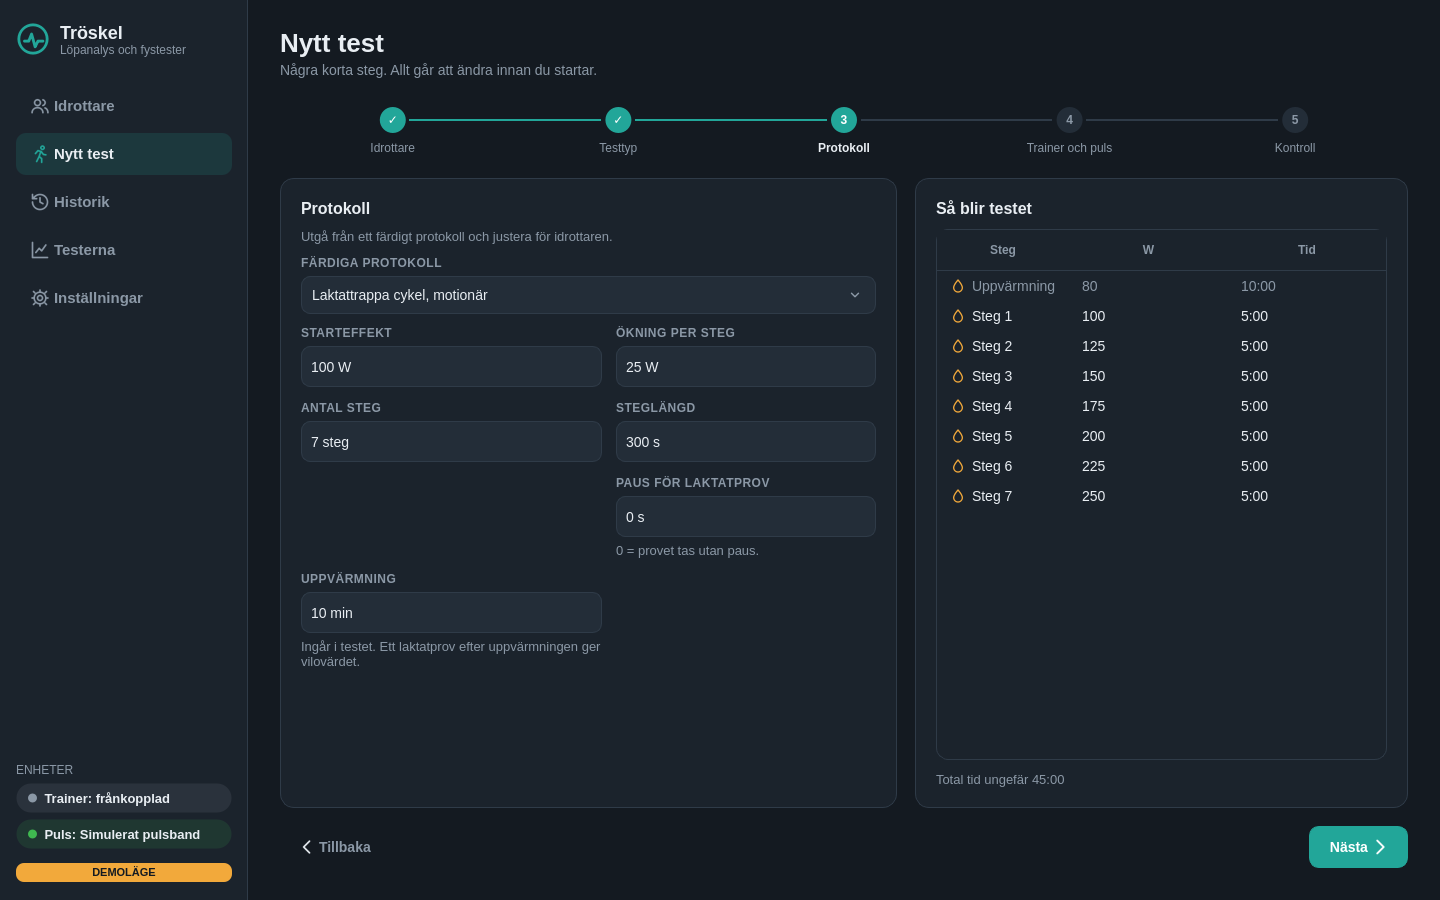 Tröskel
Löpanalys och fystester
Idrottare
Nytt test
Historik
Testerna
Inställningar
ENHETER
Trainer: frånkopplad
Puls: Simulerat pulsband
DEMOLÄGE
Nytt test
Några korta steg. Allt går att ändra innan du startar.
✓ ✓ 3 4 5
Idrottare Testtyp Protokoll Trainer och puls Kontroll
Protokoll
Utgå från ett färdigt protokoll och justera för idrottaren.
FÄRDIGA PROTOKOLL
Laktattrappa cykel, motionär
STARTEFFEKT ÖKNING PER STEG
100 W 25 W
ANTAL STEG STEGLÄNGD
7 steg 300 s
PAUS FÖR LAKTATPROV
0 s
0 = provet tas utan paus.
UPPVÄRMNING
10 min
Ingår i testet. Ett laktatprov efter uppvärmningen ger
vilovärdet.
Så blir testet
Steg W Tid
Uppvärmning 80 10:00
Steg 1 100 5:00
Steg 2 125 5:00
Steg 3 150 5:00
Steg 4 175 5:00
Steg 5 200 5:00
Steg 6 225 5:00
Steg 7 250 5:00
Total tid ungefär 45:00
Tillbaka
Nästa